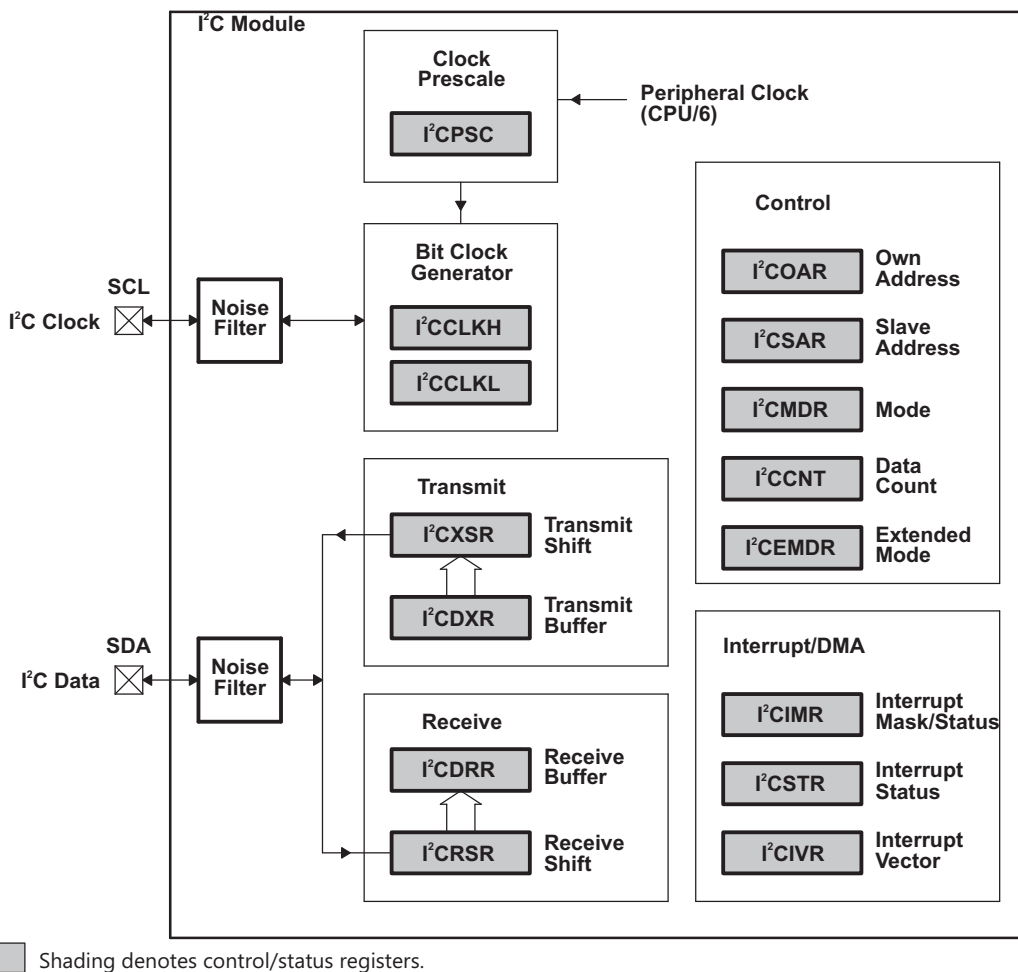 I²C Module
Clock
Prescale
I²CPSC
Peripheral Clock
(CPU/6)
Bit Clock
Generator
I²CCLKH
I²CCLKL
SCL
I²C Clock
Noise
Filter
Control
I²COAR
Own
Address
I²CSAR
Slave
Address
I²CMDR
Mode
I²CCNT
Data
Count
I²CEMDR
Extended
Mode
Transmit
I²CXSR
Transmit
Shift
I²CDXR
Transmit
Buffer
SDA
I²C Data
Noise
Filter
Receive
I²CDRR
Receive
Buffer
I²CRSR
Receive
Shift
Interrupt/DMA
I²CIMR
Interrupt
Mask/Status
I²CSTR
Interrupt
Status
I²CIVR
Interrupt
Vector
Shading denotes control/status registers.